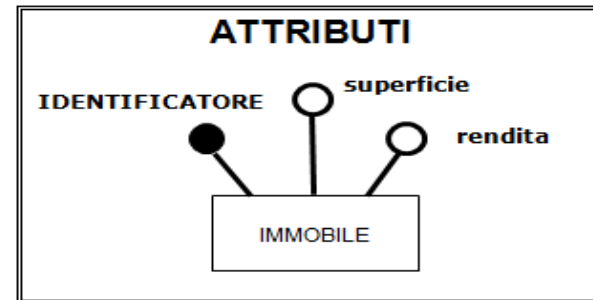 ATTRIBUTI
superficie
IDENTIFICATORE
rendita
IMMOBILE